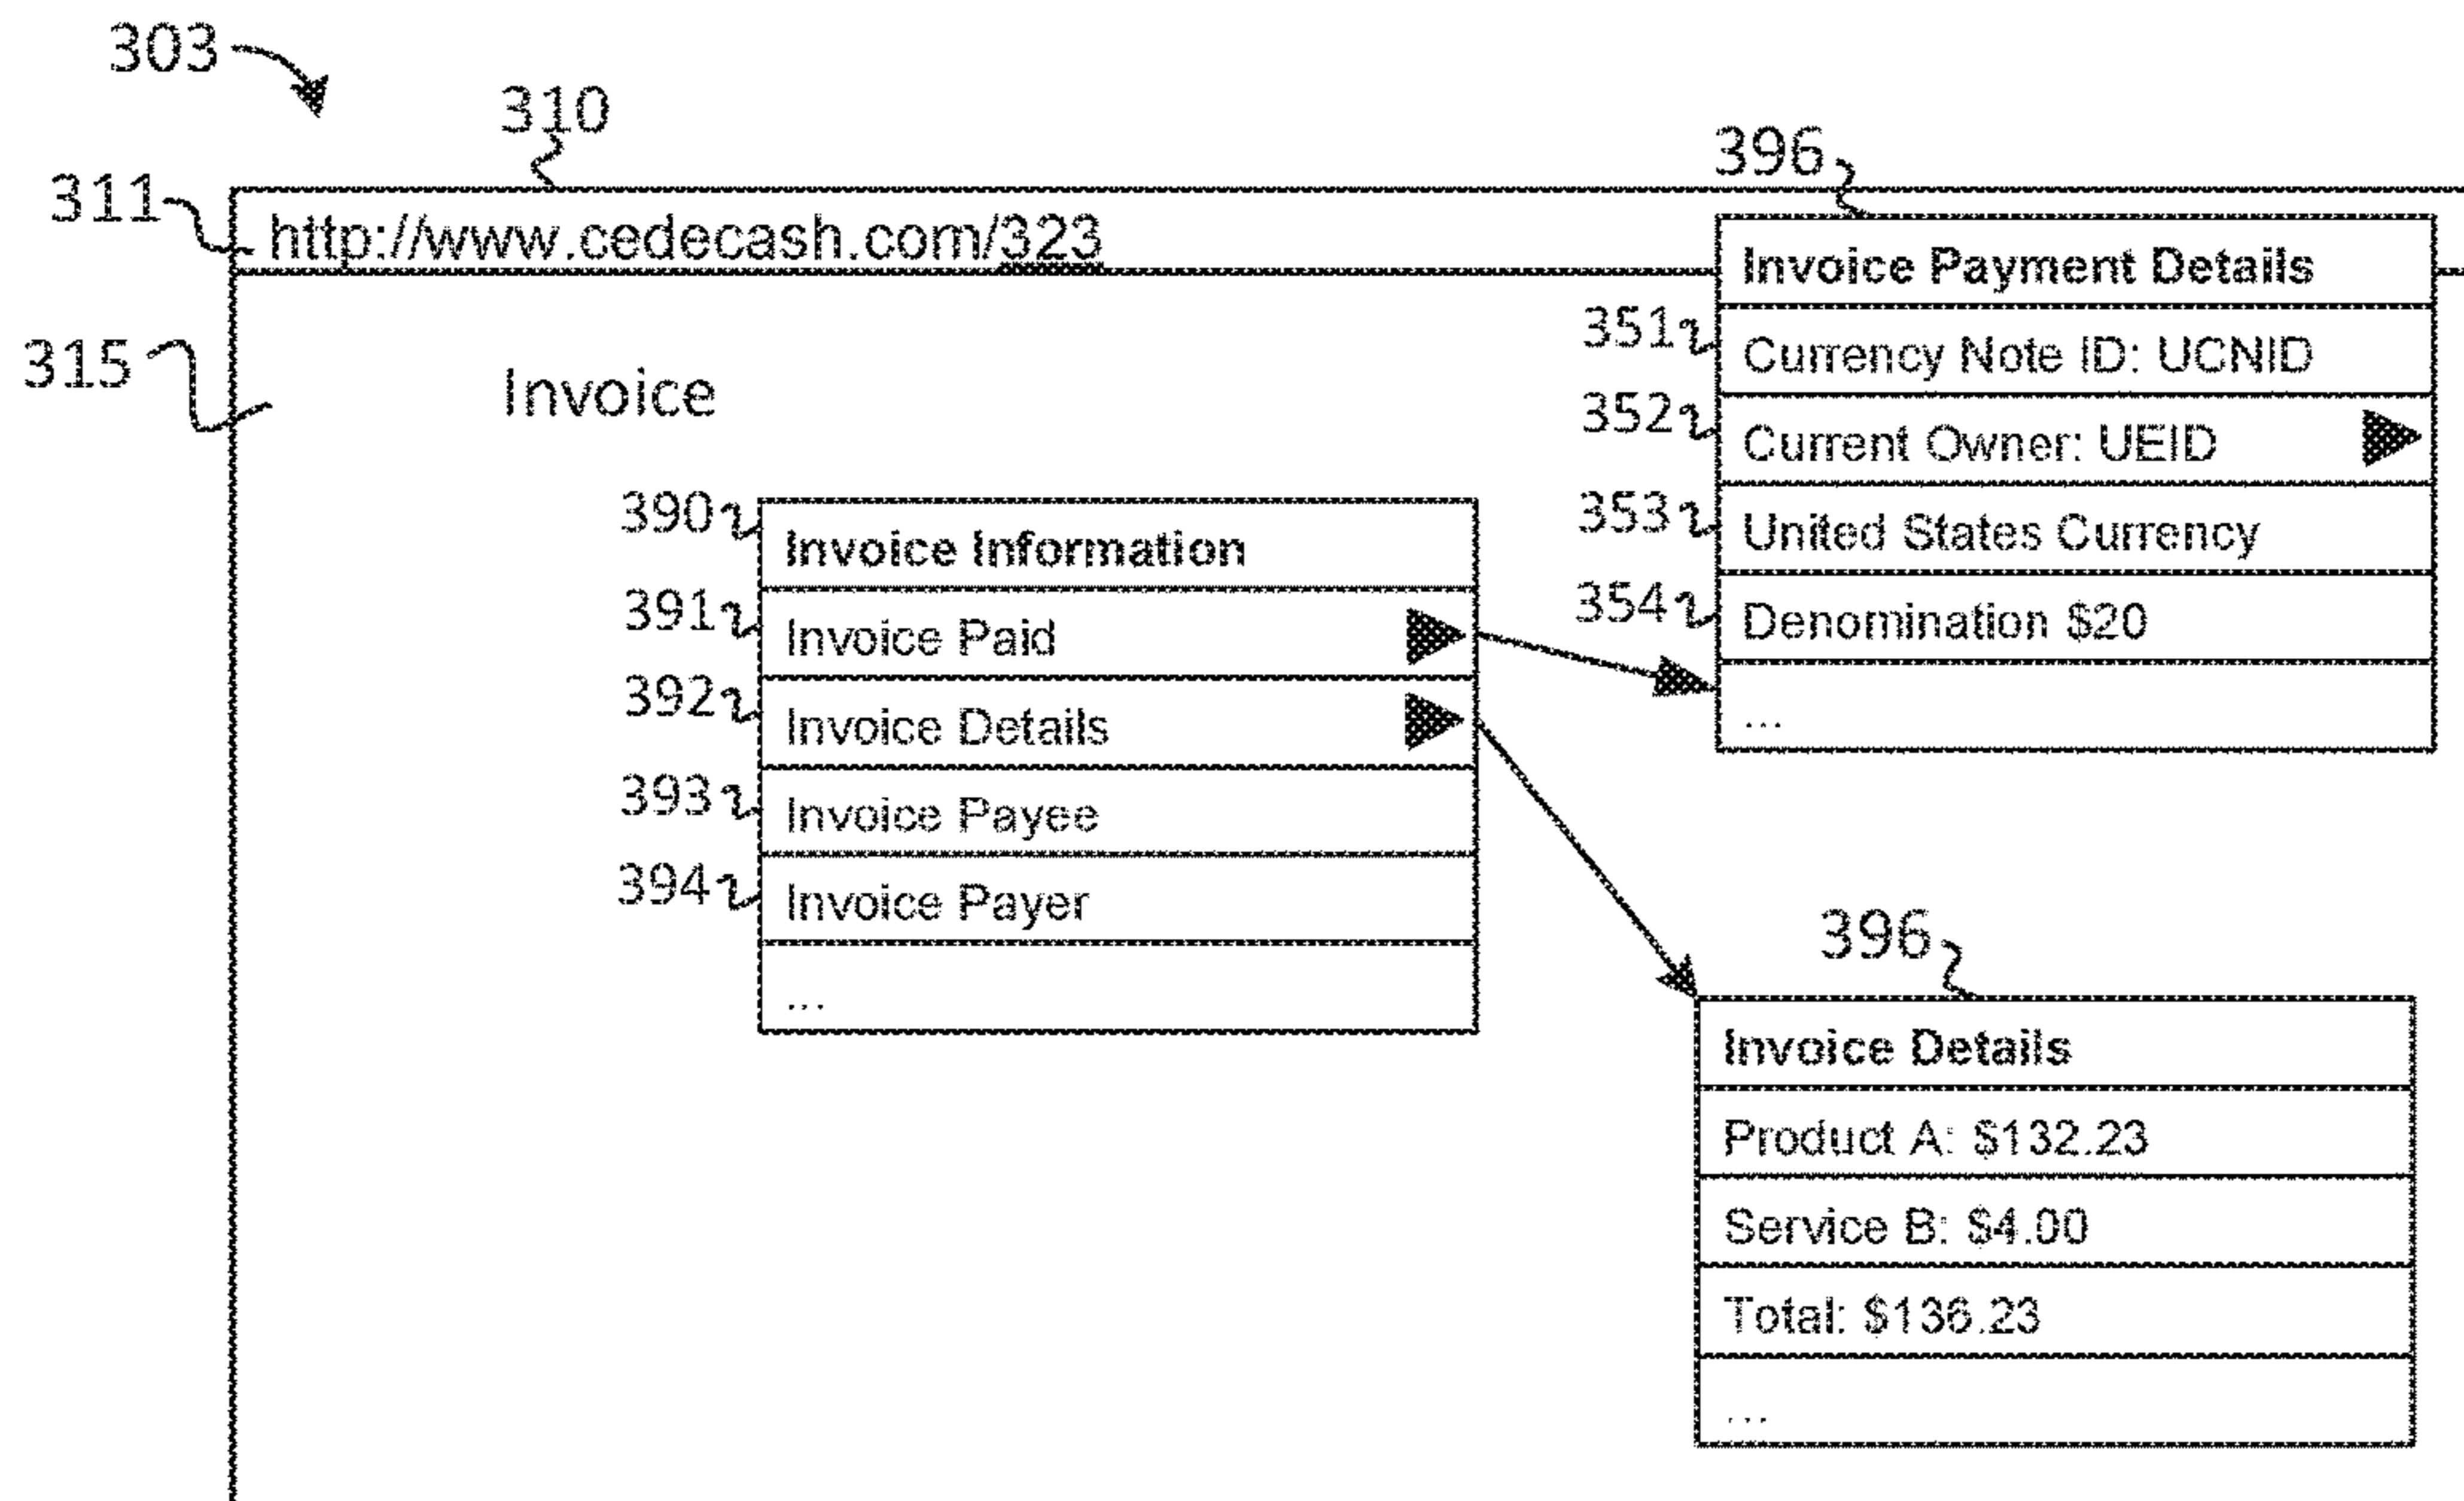 303
310
396
311
http://www.cedecash.com/323
Invoice Payment Details
351
Currency Note ID: UCNID
315
Invoice
352
Current Owner: UEID
390
Invoice Information
353
United States Currency
391
Invoice Paid
354
Denomination $20
392
Invoice Details
...
393
Invoice Payee
394
Invoice Payer
...
396
Invoice Details
Product A: $132.23
Service B: $4.00
Total: $136.23
...